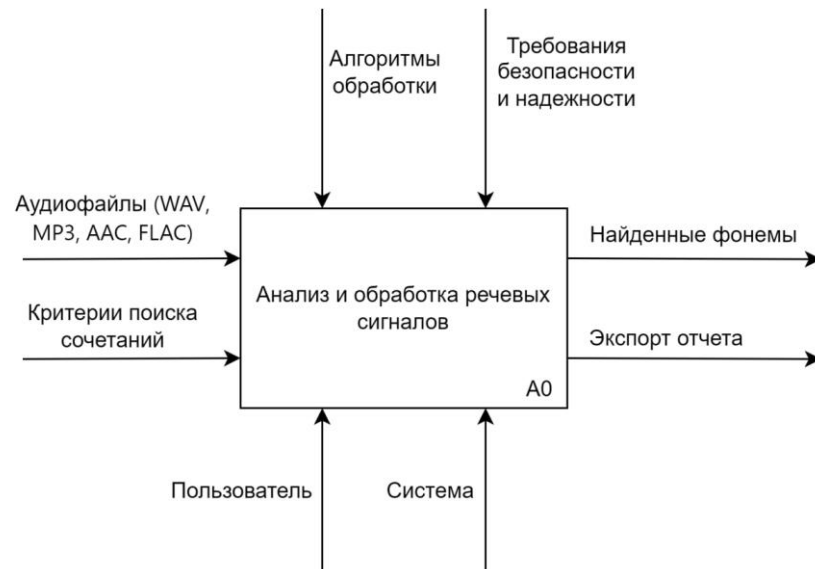 Алгоритмы
обработки
Требования
безопасности
и надежности
Аудиофайлы (WAV,
MP3, AAC, FLAC)
Критерии поиска
сочетаний
Анализ и обработка речевых
сигналов
A0
Найденные фонемы
Экспорт отчета
Пользователь
Система